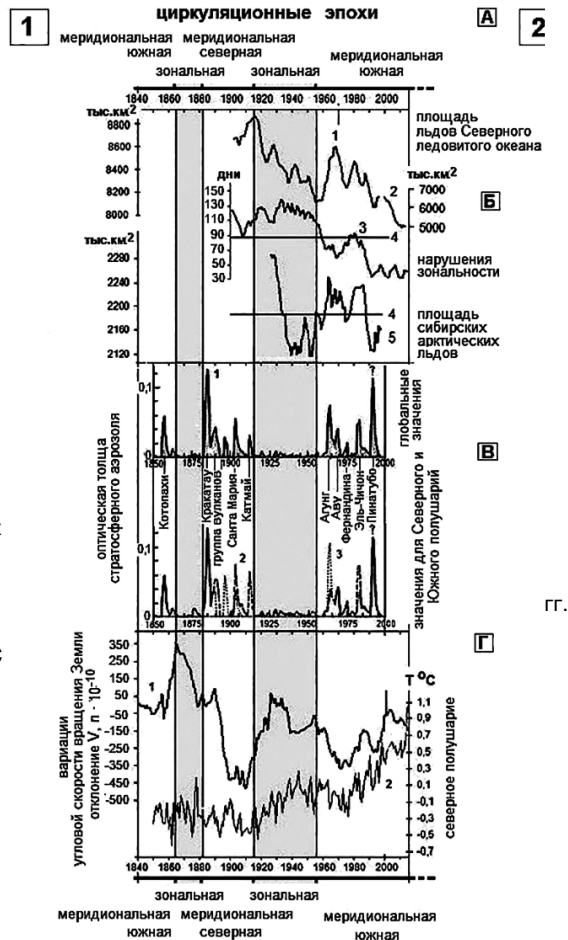 1
циркуляционные эпохи
А
2
меридиональная южная
меридиональная северная
меридиональная южная
зональная
зональная
1840 1860 1880 1900 1920 1940 1960 1980 2000
тыс.км2
8800
8600
8400
8200
8000
1
площадь
льдов Северного
ледовитого океана
дни
150
130
110
90
70
50
30
тыс.км2
7000
6000
5000
2
3
4
Б
нарушения
зональности
тыс.км2
2280
2240
2200
2160
2120
4
5
площадь
сибирских
арктических
льдов
оптическая толща
стратосферного аэрозоля
0,1
0
1
?
глобальные
значения
1850 1875 1900 1925 1950 1975 2000
В
Котопахи
Кракатау
группа вулканов
Санта Мария
Катмай
Агунг
Аву
Фернандина
Эль-Чичон
Пинатубо
значения для Северного и
Южного полушарий
0,1
0
2
3
?
1850 1875 1900 1925 1950 1975 2000
гг.
Г
вариации
угловой скорости вращения Земли
отклонение V, n · 10-10
350
250
150
50
-50
-150
-250
-350
-450
-500
1
T °C
1,1
0,9
0,7
0,5
0,3
0,1
-0,1
-0,3
-0,5
-0,7
2
северное полушарие
1840 1860 1880 1900 1920 1940 1960 1980 2000
зональная
зональная
меридиональная южная
меридиональная северная
меридиональная южная